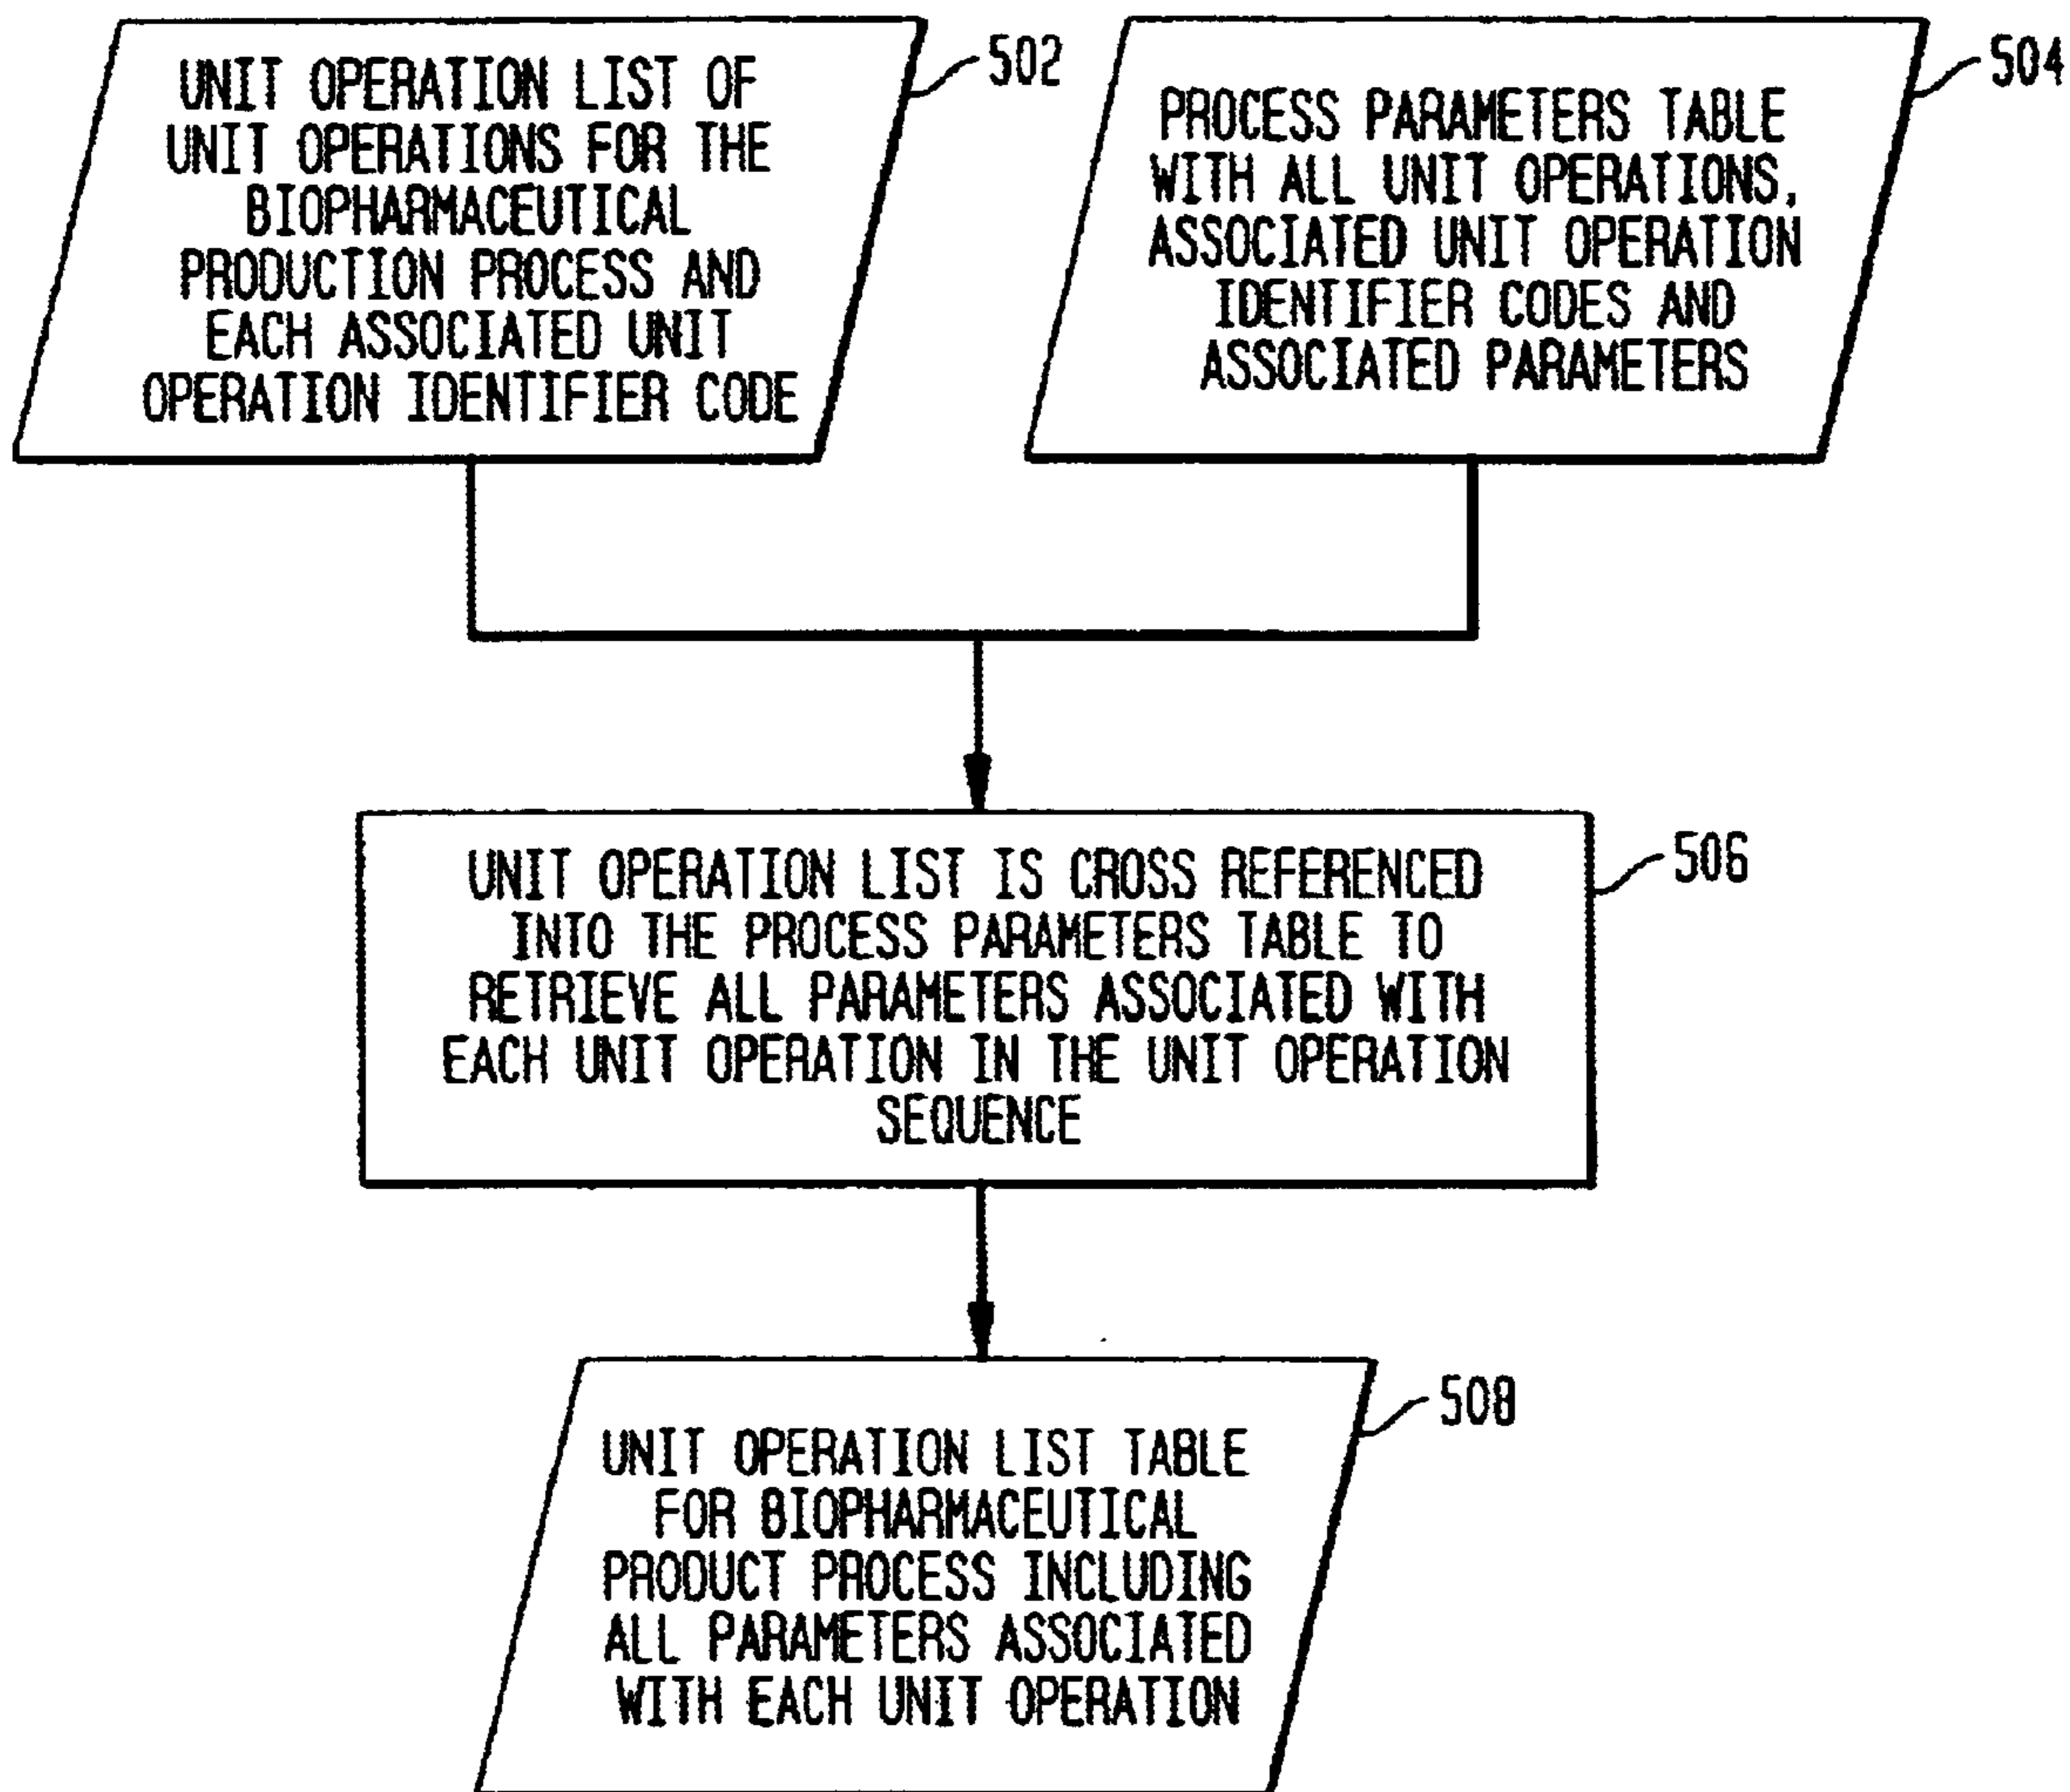 UNIT OPERATION LIST OF
UNIT OPERATIONS FOR THE
BIOPHARMACEUTICAL
PRODUCTION PROCESS AND
EACH ASSOCIATED UNIT
OPERATION IDENTIFIER CODE
502
PROCESS PARAMETERS TABLE
WITH ALL UNIT OPERATIONS,
ASSOCIATED UNIT OPERATION
IDENTIFIER CODES AND
ASSOCIATED PARAMETERS
504
UNIT OPERATION LIST IS CROSS REFERENCED
INTO THE PROCESS PARAMETERS TABLE TO
RETRIEVE ALL PARAMETERS ASSOCIATED WITH
EACH UNIT OPERATION IN THE UNIT OPERATION
SEQUENCE
506
UNIT OPERATION LIST TABLE
FOR BIOPHARMACEUTICAL
PRODUCT PROCESS INCLUDING
ALL PARAMETERS ASSOCIATED
WITH EACH UNIT OPERATION
508